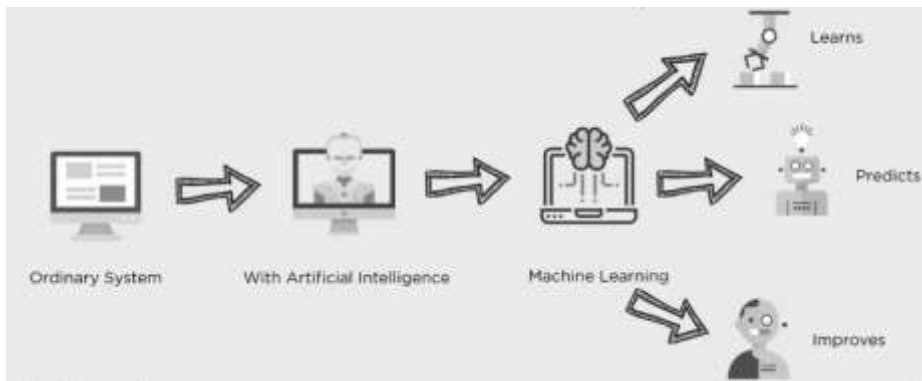 Learns
Predicts
Ordinary System
With Artificial Intelligence
Machine Learning
Improves